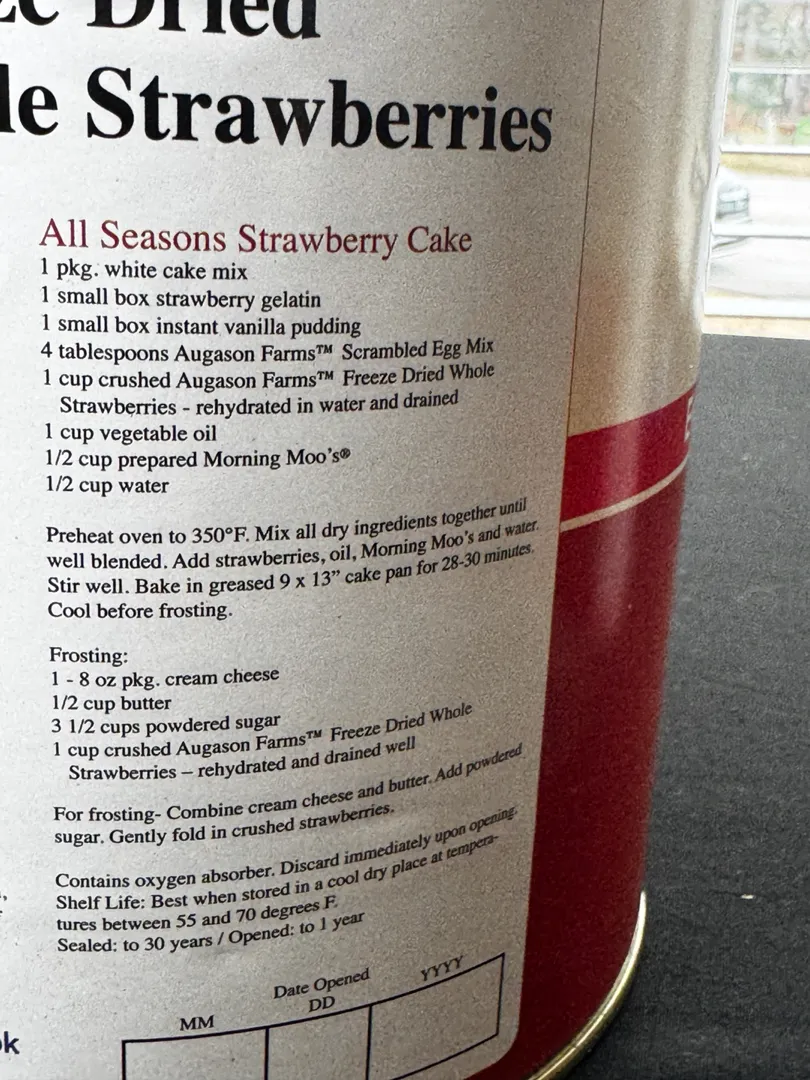 Dried
Strawberries
All Seasons Strawberry Cake
1 pkg. white cake mix
1 small box strawberry gelatin
1 small box instant vanilla pudding
4 tablespoons Augason Farms™ Scrambled Egg Mix
1 cup crushed Augason Farms™ Freeze Dried Whole
Strawberries - rehydrated in water and drained
1 cup vegetable oil
1/2 cup prepared Morning Moo's®
1/2 cup water
Preheat oven to 350°F. Mix all dry ingredients together until
well blended. Add strawberries, oil, Morning Moo's and water.
Stir well. Bake in greased 9 x 13” cake pan for 28-30 minutes.
Cool before frosting.
Frosting:
1 - 8 oz pkg. cream cheese
1/2 cup butter
3 1/2 cups powdered sugar
1 cup crushed Augason Farms™ Freeze Dried Whole
Strawberries – rehydrated and drained well
For frosting- Combine cream cheese and butter. Add powdered
sugar. Gently fold in crushed strawberries.
Contains oxygen absorber. Discard immediately upon opening.
Shelf Life: Best when stored in a cool dry place at tempera-
tures between 55 and 70 degrees F.
Sealed: to 30 years / Opened: to 1 year
Date Opened
MM DD YYYY